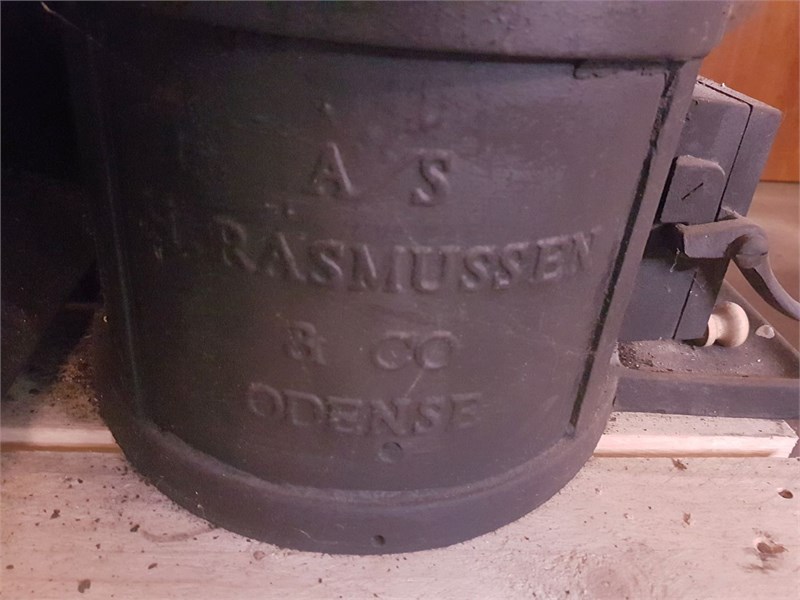 A S
RASMUSSEN
& CO
ODENSE